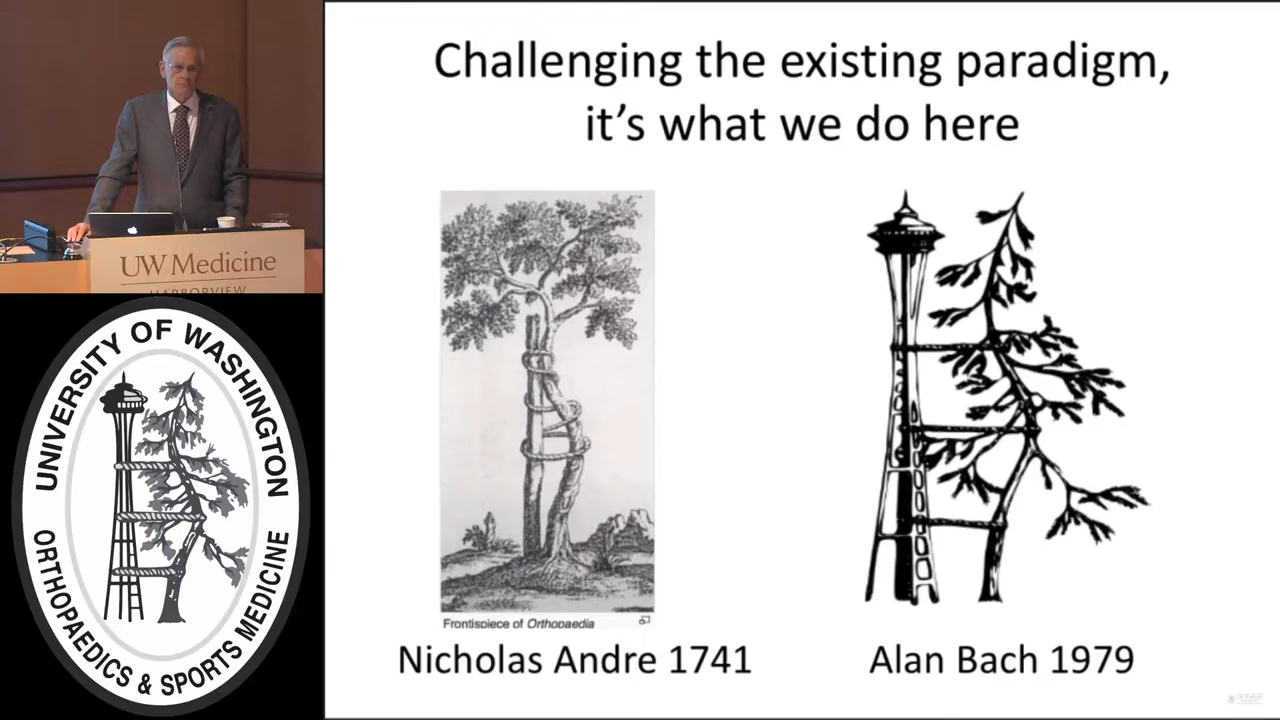 Challenging the existing paradigm,
it's what we do here
UW Medicine
HARBORVIEW
UNIVERSITY OF WASHINGTON
ORTHOPAEDICS & SPORTS MEDICINE
Frontispiece of Orthopaedia
Nicholas Andre 1741
Alan Bach 1979